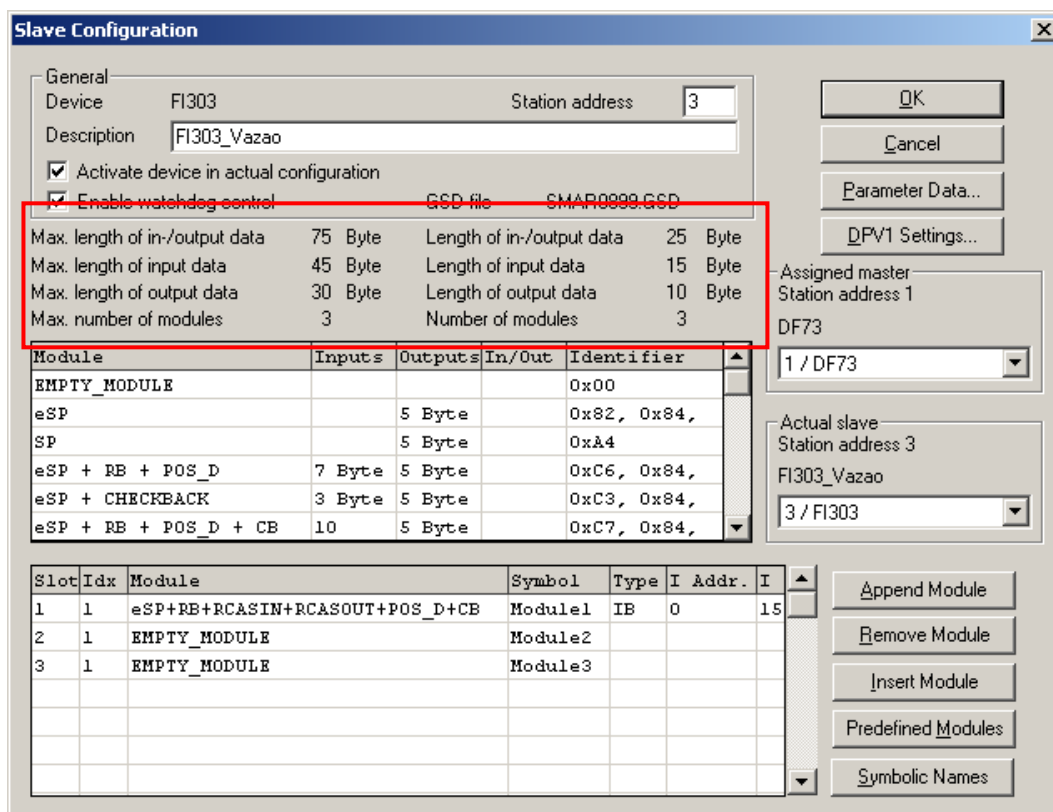 Slave Configuration
General
Device FI303 Station address 3
Description FI303_Vazao
Activate device in actual configuration
Enable watchdog control GSD file SMAR0899.GSD
OK
Cancel
Parameter Data...
DPV1 Settings...
Max. length of in-/output data 75 Byte Length of in-/output data 25 Byte
Max. length of input data 45 Byte Length of input data 15 Byte
Max. length of output data 30 Byte Length of output data 10 Byte
Max. number of modules 3 Number of modules 3
Assigned master
Station address 1
DF73
1 / DF73
Module Inputs Outputs In/Out Identifier
EMPTY_MODULE 0x00
eSP 5 Byte 0x82, 0x84,
SP 5 Byte 0xA4
eSP + RB + POS_D 7 Byte 5 Byte 0xC6, 0x84,
eSP + CHECKBACK 3 Byte 5 Byte 0xC3, 0x84,
eSP + RB + POS_D + CB 10 5 Byte 0xC7, 0x84,
Actual slave
Station address 3
FI303_Vazao
3 / FI303
Slot Idx Module Symbol Type I Addr. I
1 1 eSP+RB+RCASIN+RCASOUT+POS_D+CB Module1 IB 0 15
2 1 EMPTY_MODULE Module2
3 1 EMPTY_MODULE Module3
Append Module
Remove Module
Insert Module
Predefined Modules
Symbolic Names